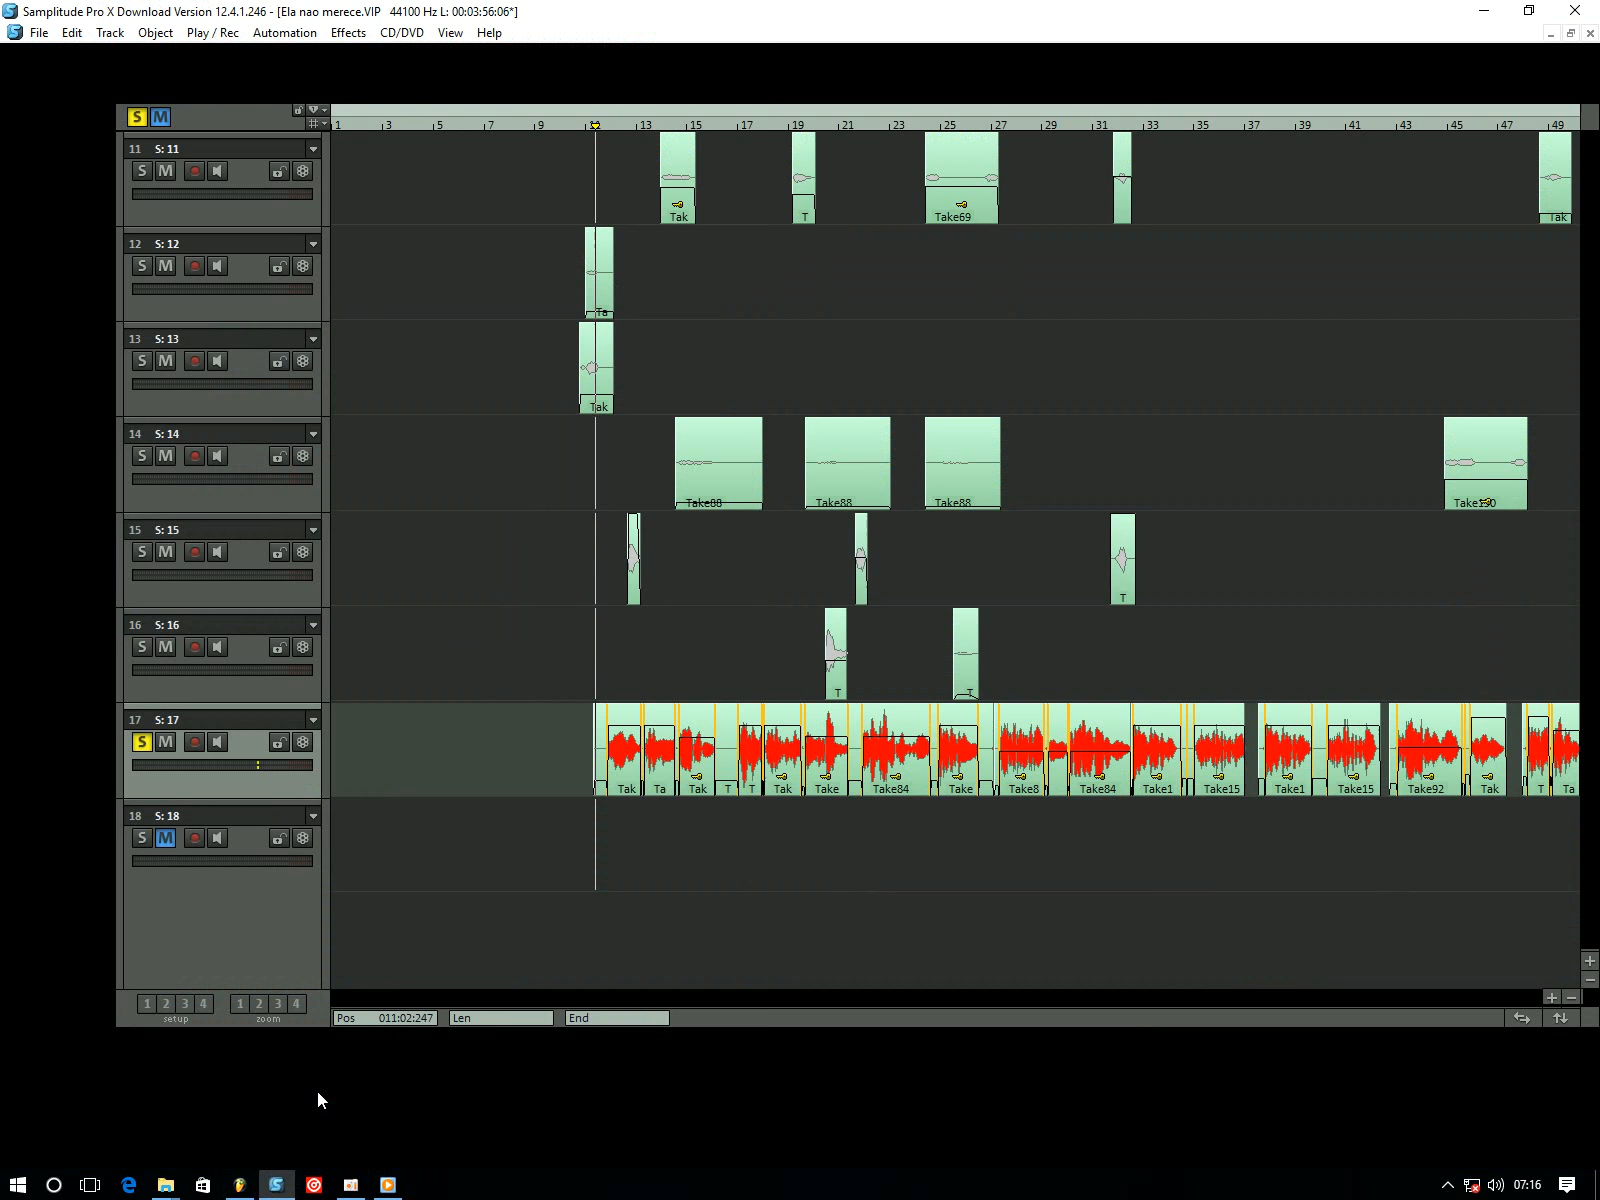 Samplitude Pro X Download Version 12.4.1.246 - [Ela nao merece.VIP   44100 Hz L: 00:03:56:06*]
File Edit Track Object Play / Rec Automation Effects CD/DVD View Help
S M
1 3 5 7 9 13 15 17 19 21 23 25 27 29 31 33 35 37 39 41 43 45 47 49
11 S: 11
S M
Tak T Take69 Tak
12 S: 12
S M
Ta
13 S: 13
S M
Tak
14 S: 14
S M
Take88 Take88 Take88 Take190
15 S: 15
S M
T
16 S: 16
S M
T T
17 S: 17
S M
Tak Ta Tak T T Tak Take Take84 Take Take8 Take84 Take1 Take15 Take1 Take15 Take92 Tak T Ta
18 S: 18
S M
1 2 3 4 1 2 3 4
setup zoom
Pos 011:02:247 Len End
07:16